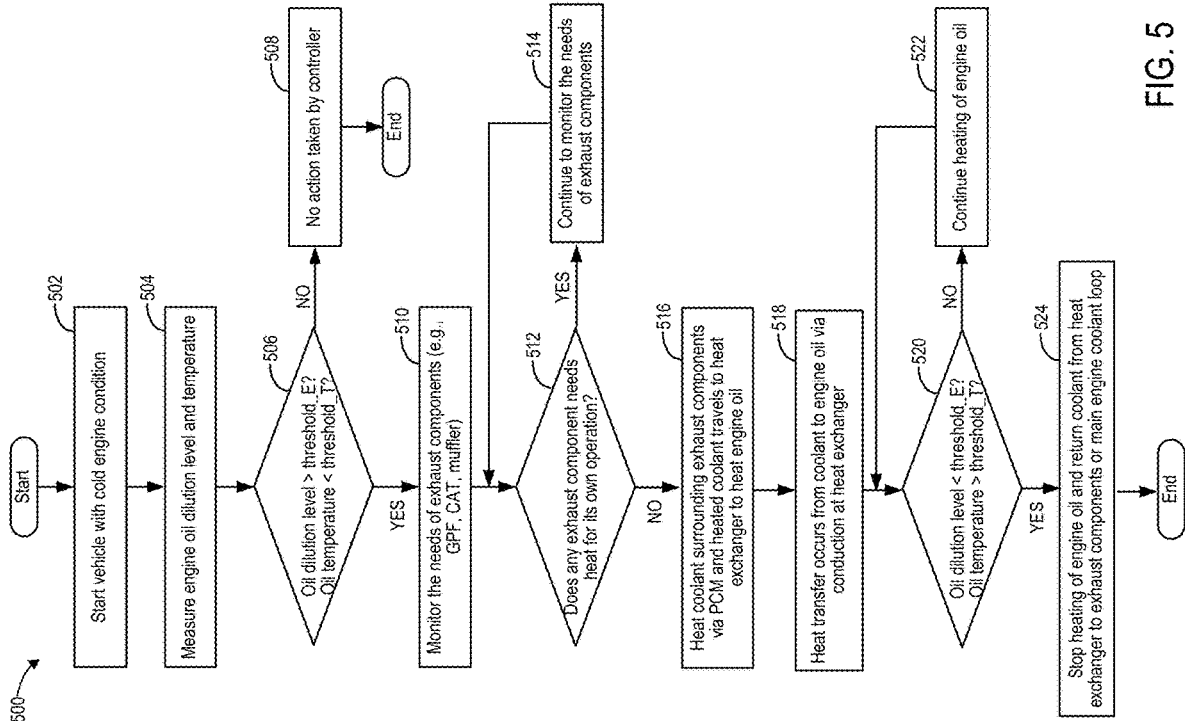 500
Start
502
Start vehicle with cold engine condition
504
Measure engine oil dilution level and temperature
506
Oil dilution level > threshold_E?
Oil temperature < threshold_T?
NO
508
No action taken by controller
End
YES
510
Monitor the needs of exhaust components (e.g.,
GPF, CAT, muffler)
512
Does any exhaust component needs
heat for its own operation?
YES
514
Continue to monitor the needs
of exhaust components
NO
516
Heat coolant surrounding exhaust components
via PCM and heated coolant travels to heat
exchanger to heat engine oil
518
Heat transfer occurs from coolant to engine oil via
conduction at heat exchanger
520
Oil dilution level < threshold_E?
Oil temperature > threshold_T?
NO
522
Continue heating of engine oil
YES
524
Stop heating of engine oil and return coolant from heat
exchanger to exhaust components or main engine coolant loop
End
FIG. 5